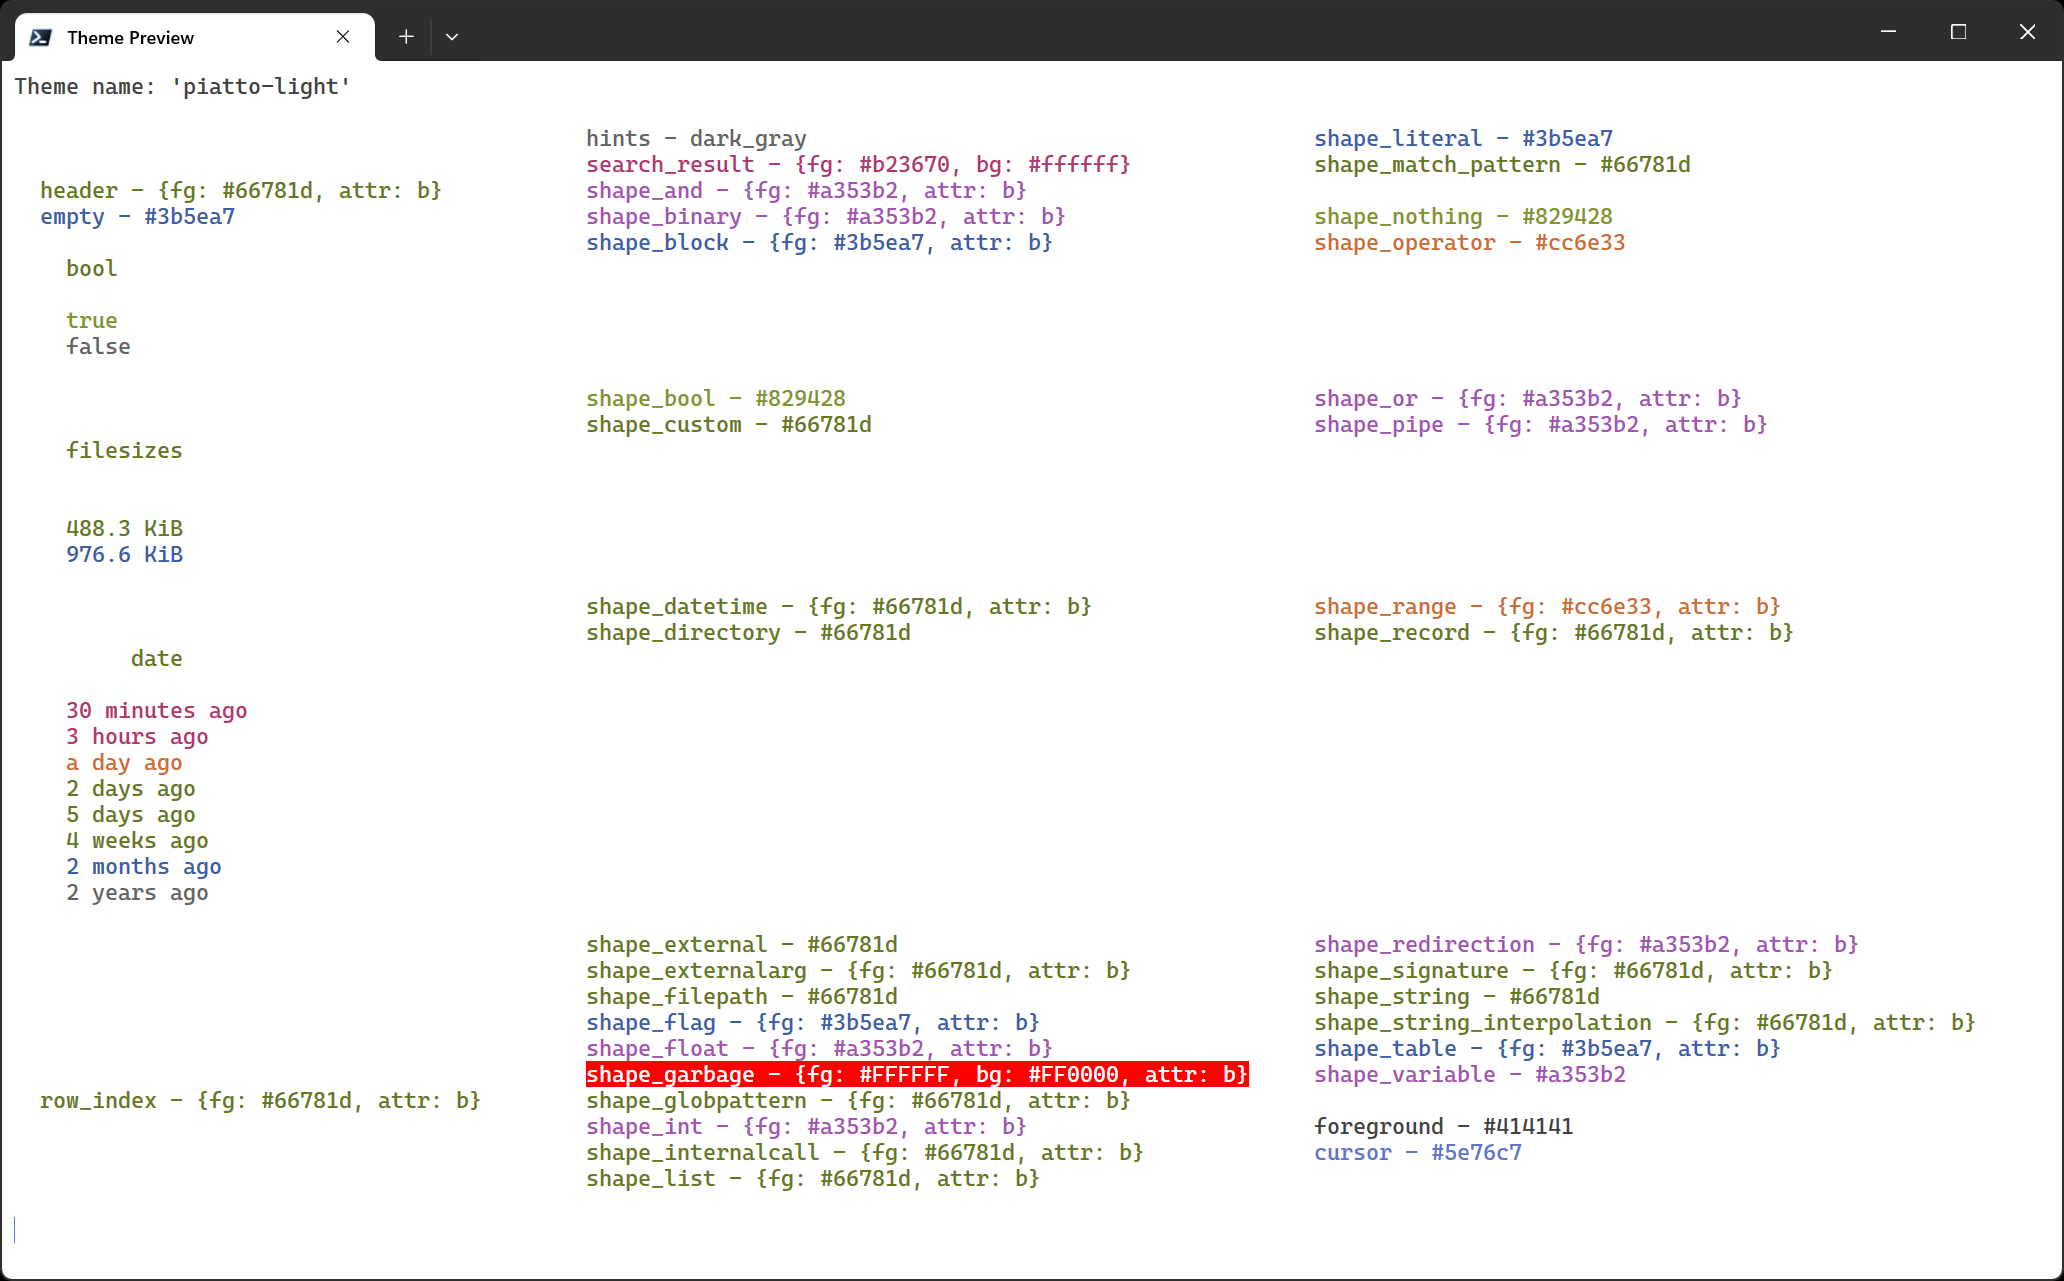 Theme Preview
Theme name: 'piatto-light'
hints - dark_gray shape_literal - #3b5ea7
search_result - {fg: #b23670, bg: #ffffff} shape_match_pattern - #66781d
header - {fg: #66781d, attr: b} shape_and - {fg: #a353b2, attr: b}
empty - #3b5ea7 shape_binary - {fg: #a353b2, attr: b} shape_nothing - #829428
shape_block - {fg: #3b5ea7, attr: b} shape_operator - #cc6e33
bool
true
false
shape_bool - #829428 shape_or - {fg: #a353b2, attr: b}
shape_custom - #66781d shape_pipe - {fg: #a353b2, attr: b}
filesizes
488.3 KiB
976.6 KiB
shape_datetime - {fg: #66781d, attr: b} shape_range - {fg: #cc6e33, attr: b}
shape_directory - #66781d shape_record - {fg: #66781d, attr: b}
date
30 minutes ago
3 hours ago
a day ago
2 days ago
5 days ago
4 weeks ago
2 months ago
2 years ago
shape_external - #66781d shape_redirection - {fg: #a353b2, attr: b}
shape_externalarg - {fg: #66781d, attr: b} shape_signature - {fg: #66781d, attr: b}
shape_filepath - #66781d shape_string - #66781d
shape_flag - {fg: #3b5ea7, attr: b} shape_string_interpolation - {fg: #66781d, attr: b}
shape_float - {fg: #a353b2, attr: b} shape_table - {fg: #3b5ea7, attr: b}
shape_garbage - {fg: #FFFFFF, bg: #FF0000, attr: b} shape_variable - #a353b2
row_index - {fg: #66781d, attr: b} shape_globpattern - {fg: #66781d, attr: b}
shape_int - {fg: #a353b2, attr: b} foreground - #414141
shape_internalcall - {fg: #66781d, attr: b} cursor - #5e76c7
shape_list - {fg: #66781d, attr: b}